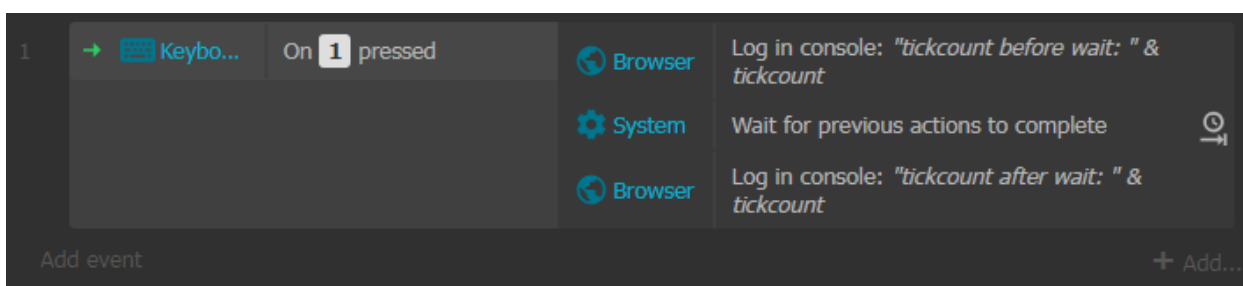 1
Keybo...
On 1 pressed
Browser
Log in console: "tickcount before wait: " &
tickcount
System
Wait for previous actions to complete
Browser
Log in console: "tickcount after wait: " &
tickcount
Add event
+ Add...